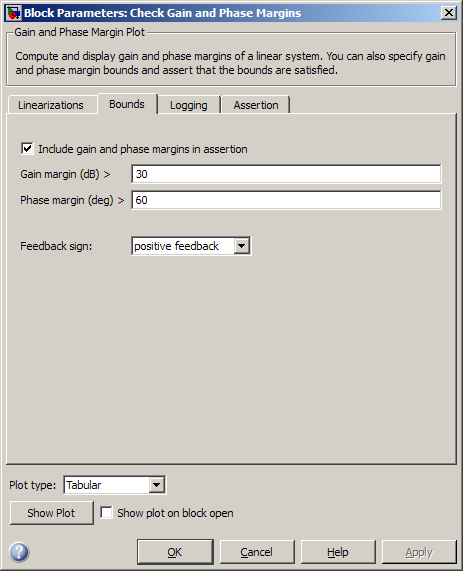 Block Parameters: Check Gain and Phase Margins
Gain and Phase Margin Plot
Compute and display gain and phase margins of a linear system. You can also specify gain
and phase margin bounds and assert that the bounds are satisfied.
Linearizations Bounds Logging Assertion
Include gain and phase margins in assertion
Gain margin (dB) > 30
Phase margin (deg) > 60
Feedback sign: positive feedback
Plot type: Tabular
Show Plot Show plot on block open
? OK Cancel Help Apply